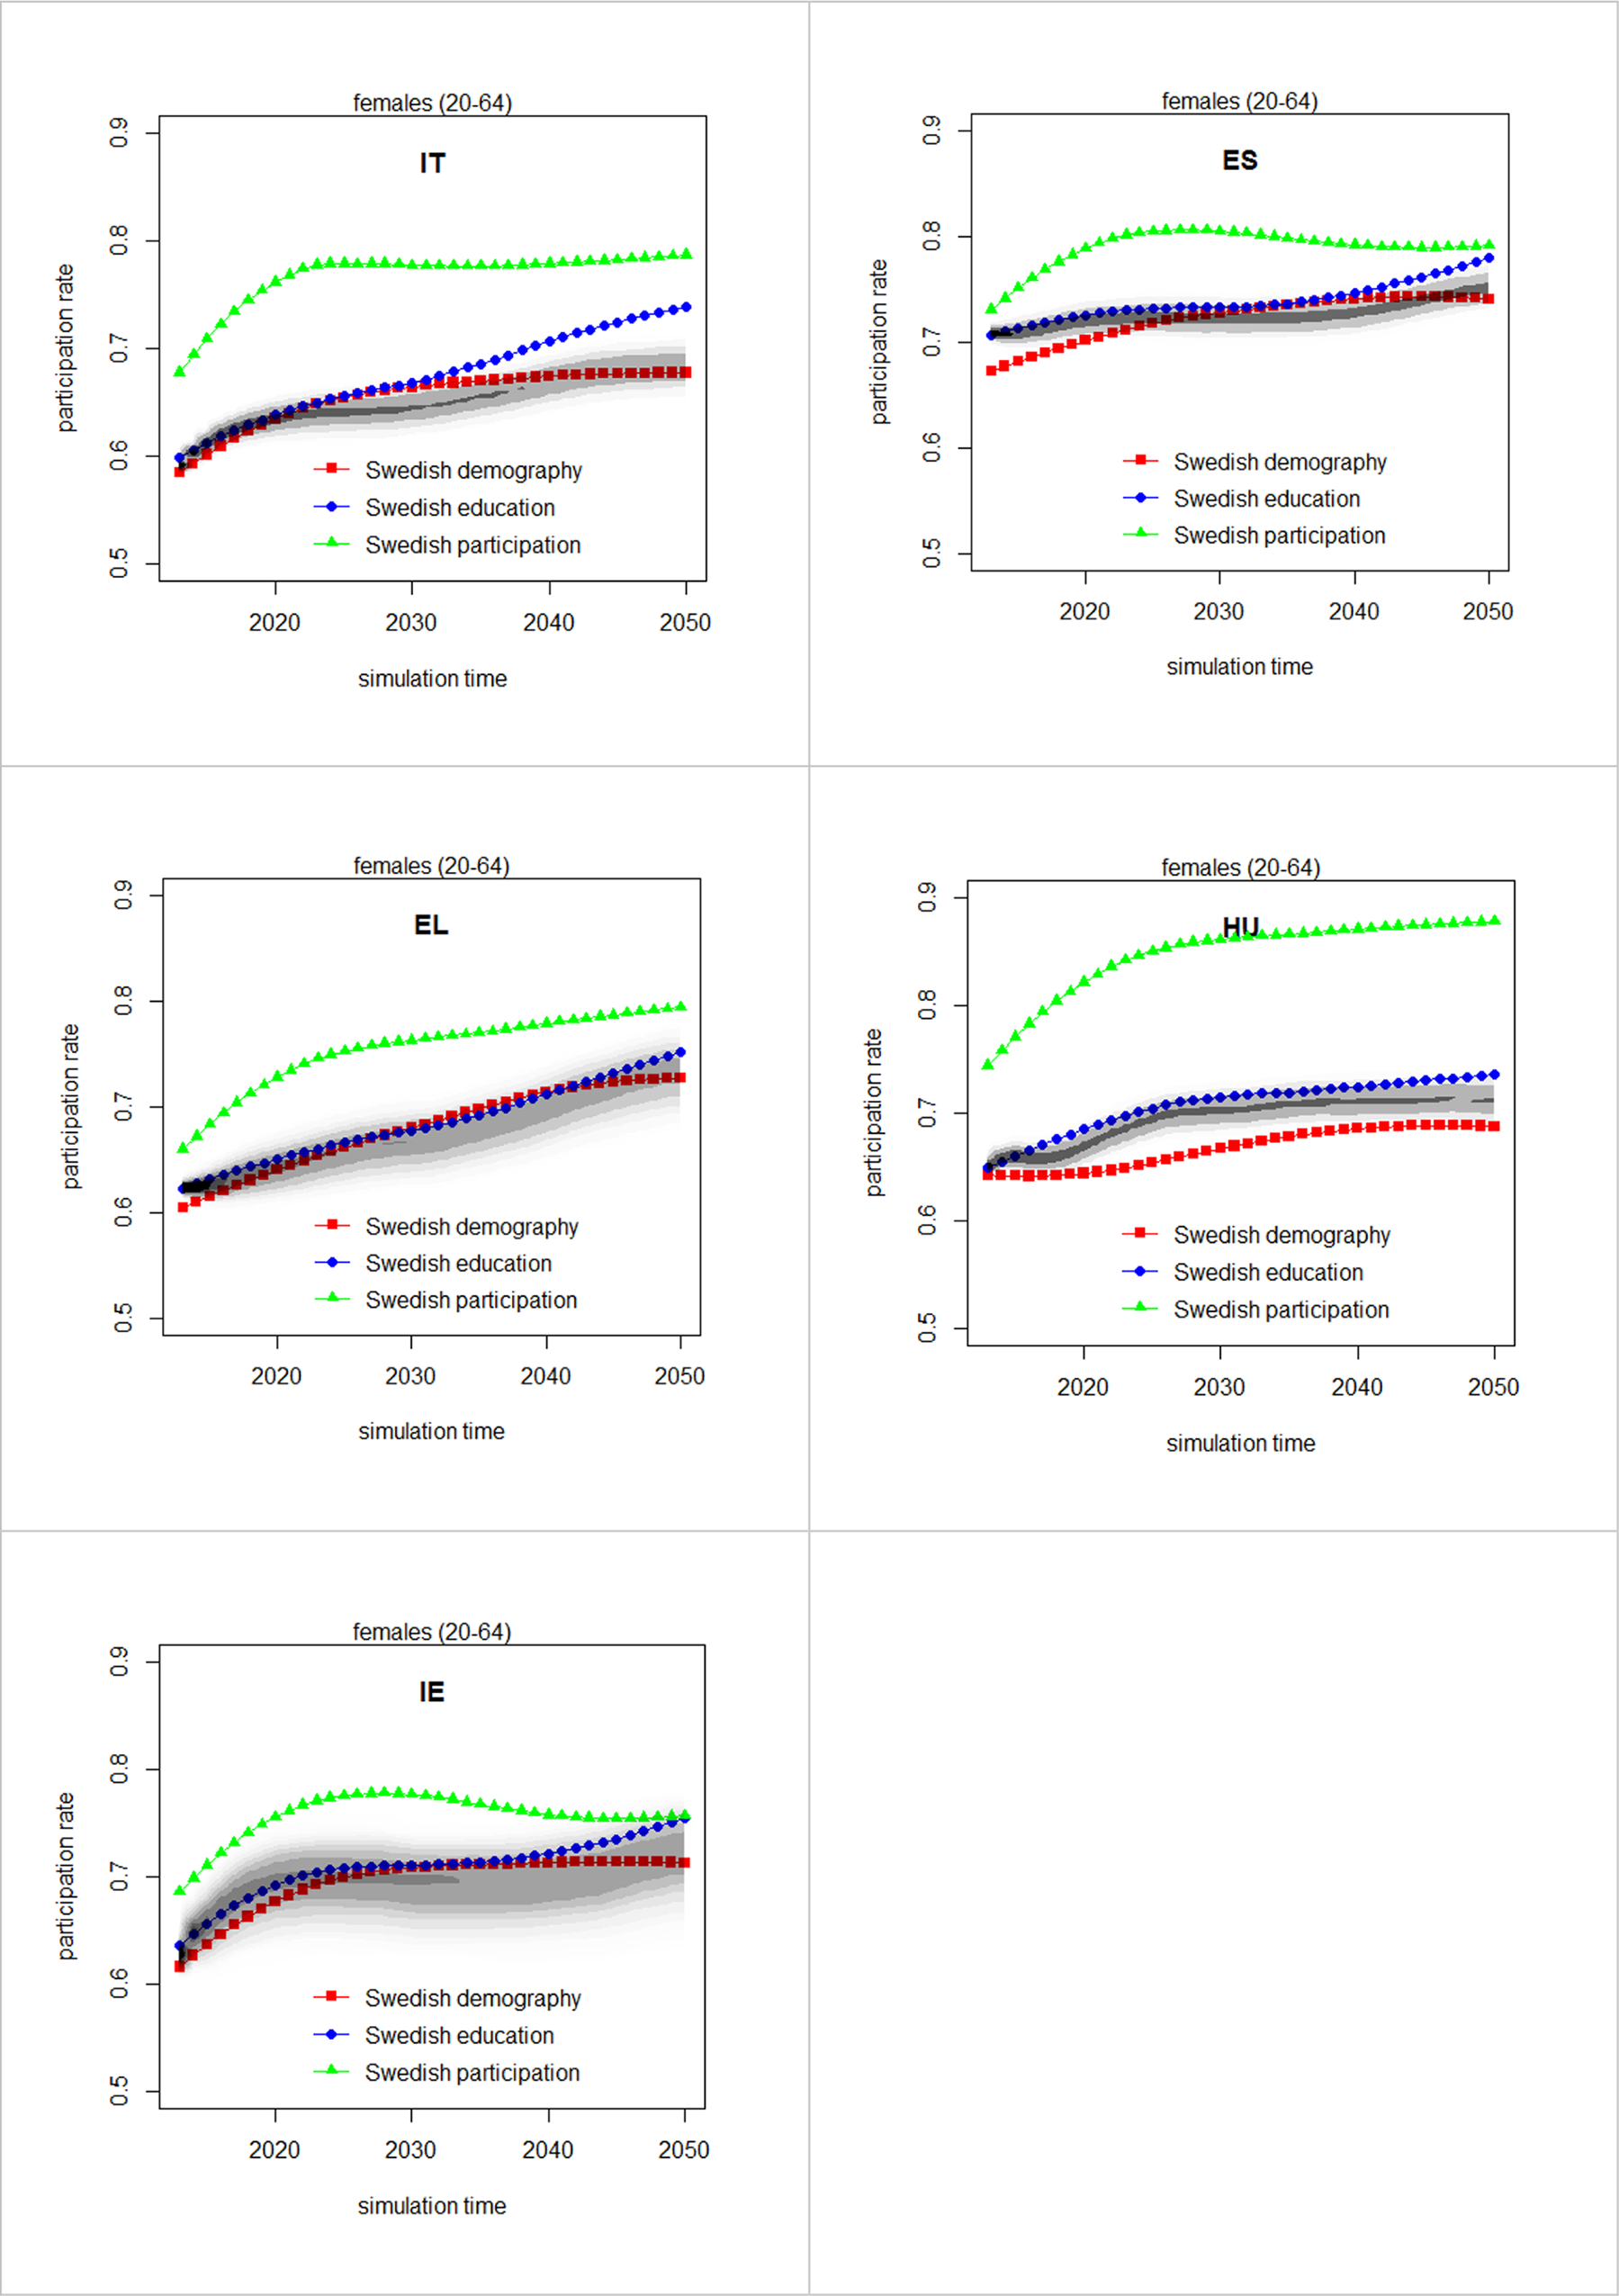 females (20-64)
IT
participation rate
0.9
0.8
0.7
0.6
0.5
Swedish demography
Swedish education
Swedish participation
2020 2030 2040 2050
simulation time
females (20-64)
ES
participation rate
0.9
0.8
0.7
0.6
0.5
Swedish demography
Swedish education
Swedish participation
2020 2030 2040 2050
simulation time
females (20-64)
EL
participation rate
0.9
0.8
0.7
0.6
0.5
Swedish demography
Swedish education
Swedish participation
2020 2030 2040 2050
simulation time
females (20-64)
HU
participation rate
0.9
0.8
0.7
0.6
0.5
Swedish demography
Swedish education
Swedish participation
2020 2030 2040 2050
simulation time
females (20-64)
IE
participation rate
0.9
0.8
0.7
0.6
0.5
Swedish demography
Swedish education
Swedish participation
2020 2030 2040 2050
simulation time